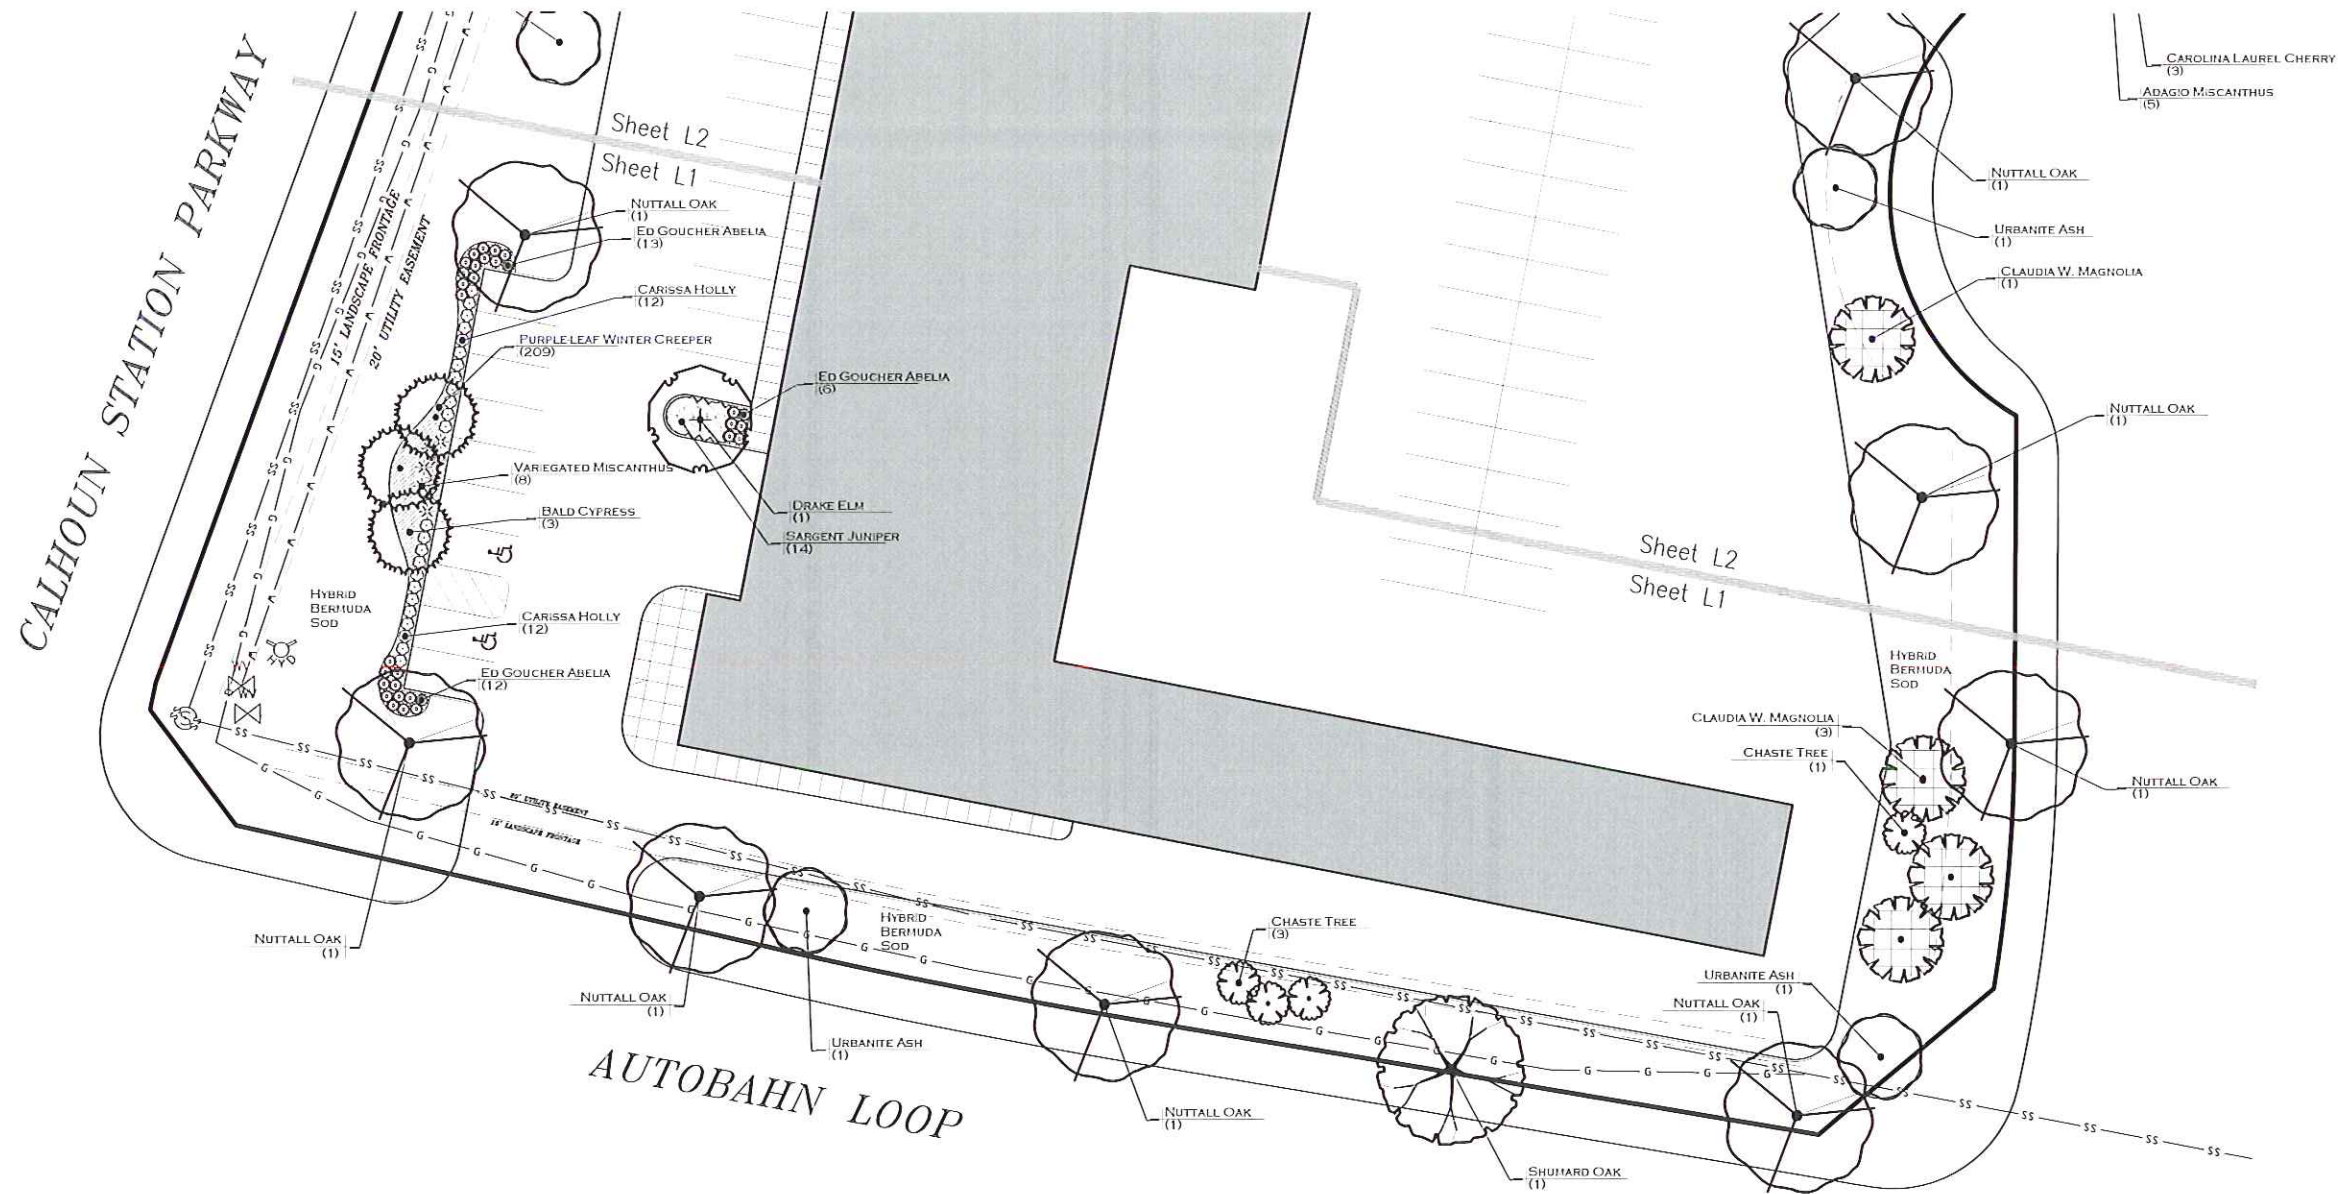 CALHOUN STATION PARKWAY
15' LANDSCAPE FRONTAGE
20' UTILITY EASEMENT
Sheet L2
Sheet L1
NUTTALL OAK
(1)
ED GOUCHER ABELIA
(13)
CARISSA HOLLY
(12)
PURPLE-LEAF WINTER CREEPER
(209)
VARIEGATED MISCANTHUS
(8)
BALD CYPRESS
(3)
HYBRID
BERMUDA
SOD
CARISSA HOLLY
(12)
ED GOUCHER ABELIA
(12)
ED GOUCHER ABELIA
(6)
DRAKE ELM
(1)
SARGENT JUNIPER
(14)
CAROLINA LAUREL CHERRY
(3)
ADAGIO MISCANTHUS
(5)
NUTTALL OAK
(1)
URBANITE ASH
(1)
CLAUDIA W. MAGNOLIA
(1)
NUTTALL OAK
(1)
Sheet L2
Sheet L1
HYBRID
BERMUDA
SOD
CLAUDIA W. MAGNOLIA
(3)
CHASTE TREE
(1)
NUTTALL OAK
(1)
20' UTILITY EASEMENT
15' LANDSCAPE FRONTAGE
NUTTALL OAK
(1)
HYBRID
BERMUDA
SOD
CHASTE TREE
(3)
NUTTALL OAK
(1)
URBANITE ASH
(1)
URBANITE ASH
(1)
NUTTALL OAK
(1)
AUTOBAHN LOOP
NUTTALL OAK
(1)
SHUMARD OAK
(1)